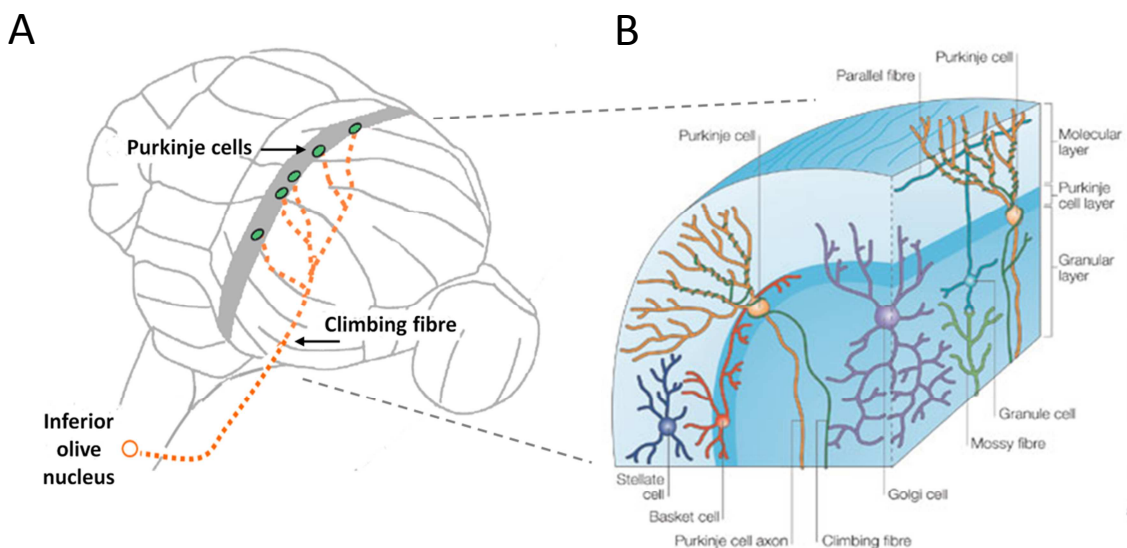 A
Purkinje cells
Climbing fibre
Inferior
olive
nucleus
B
Purkinje cell
Parallel fibre
Purkinje cell
Molecular
layer
Purkinje
cell layer
Granular
layer
Granule cell
Mossy fibre
Stellate
cell
Golgi cell
Basket cell
Purkinje cell axon
Climbing fibre